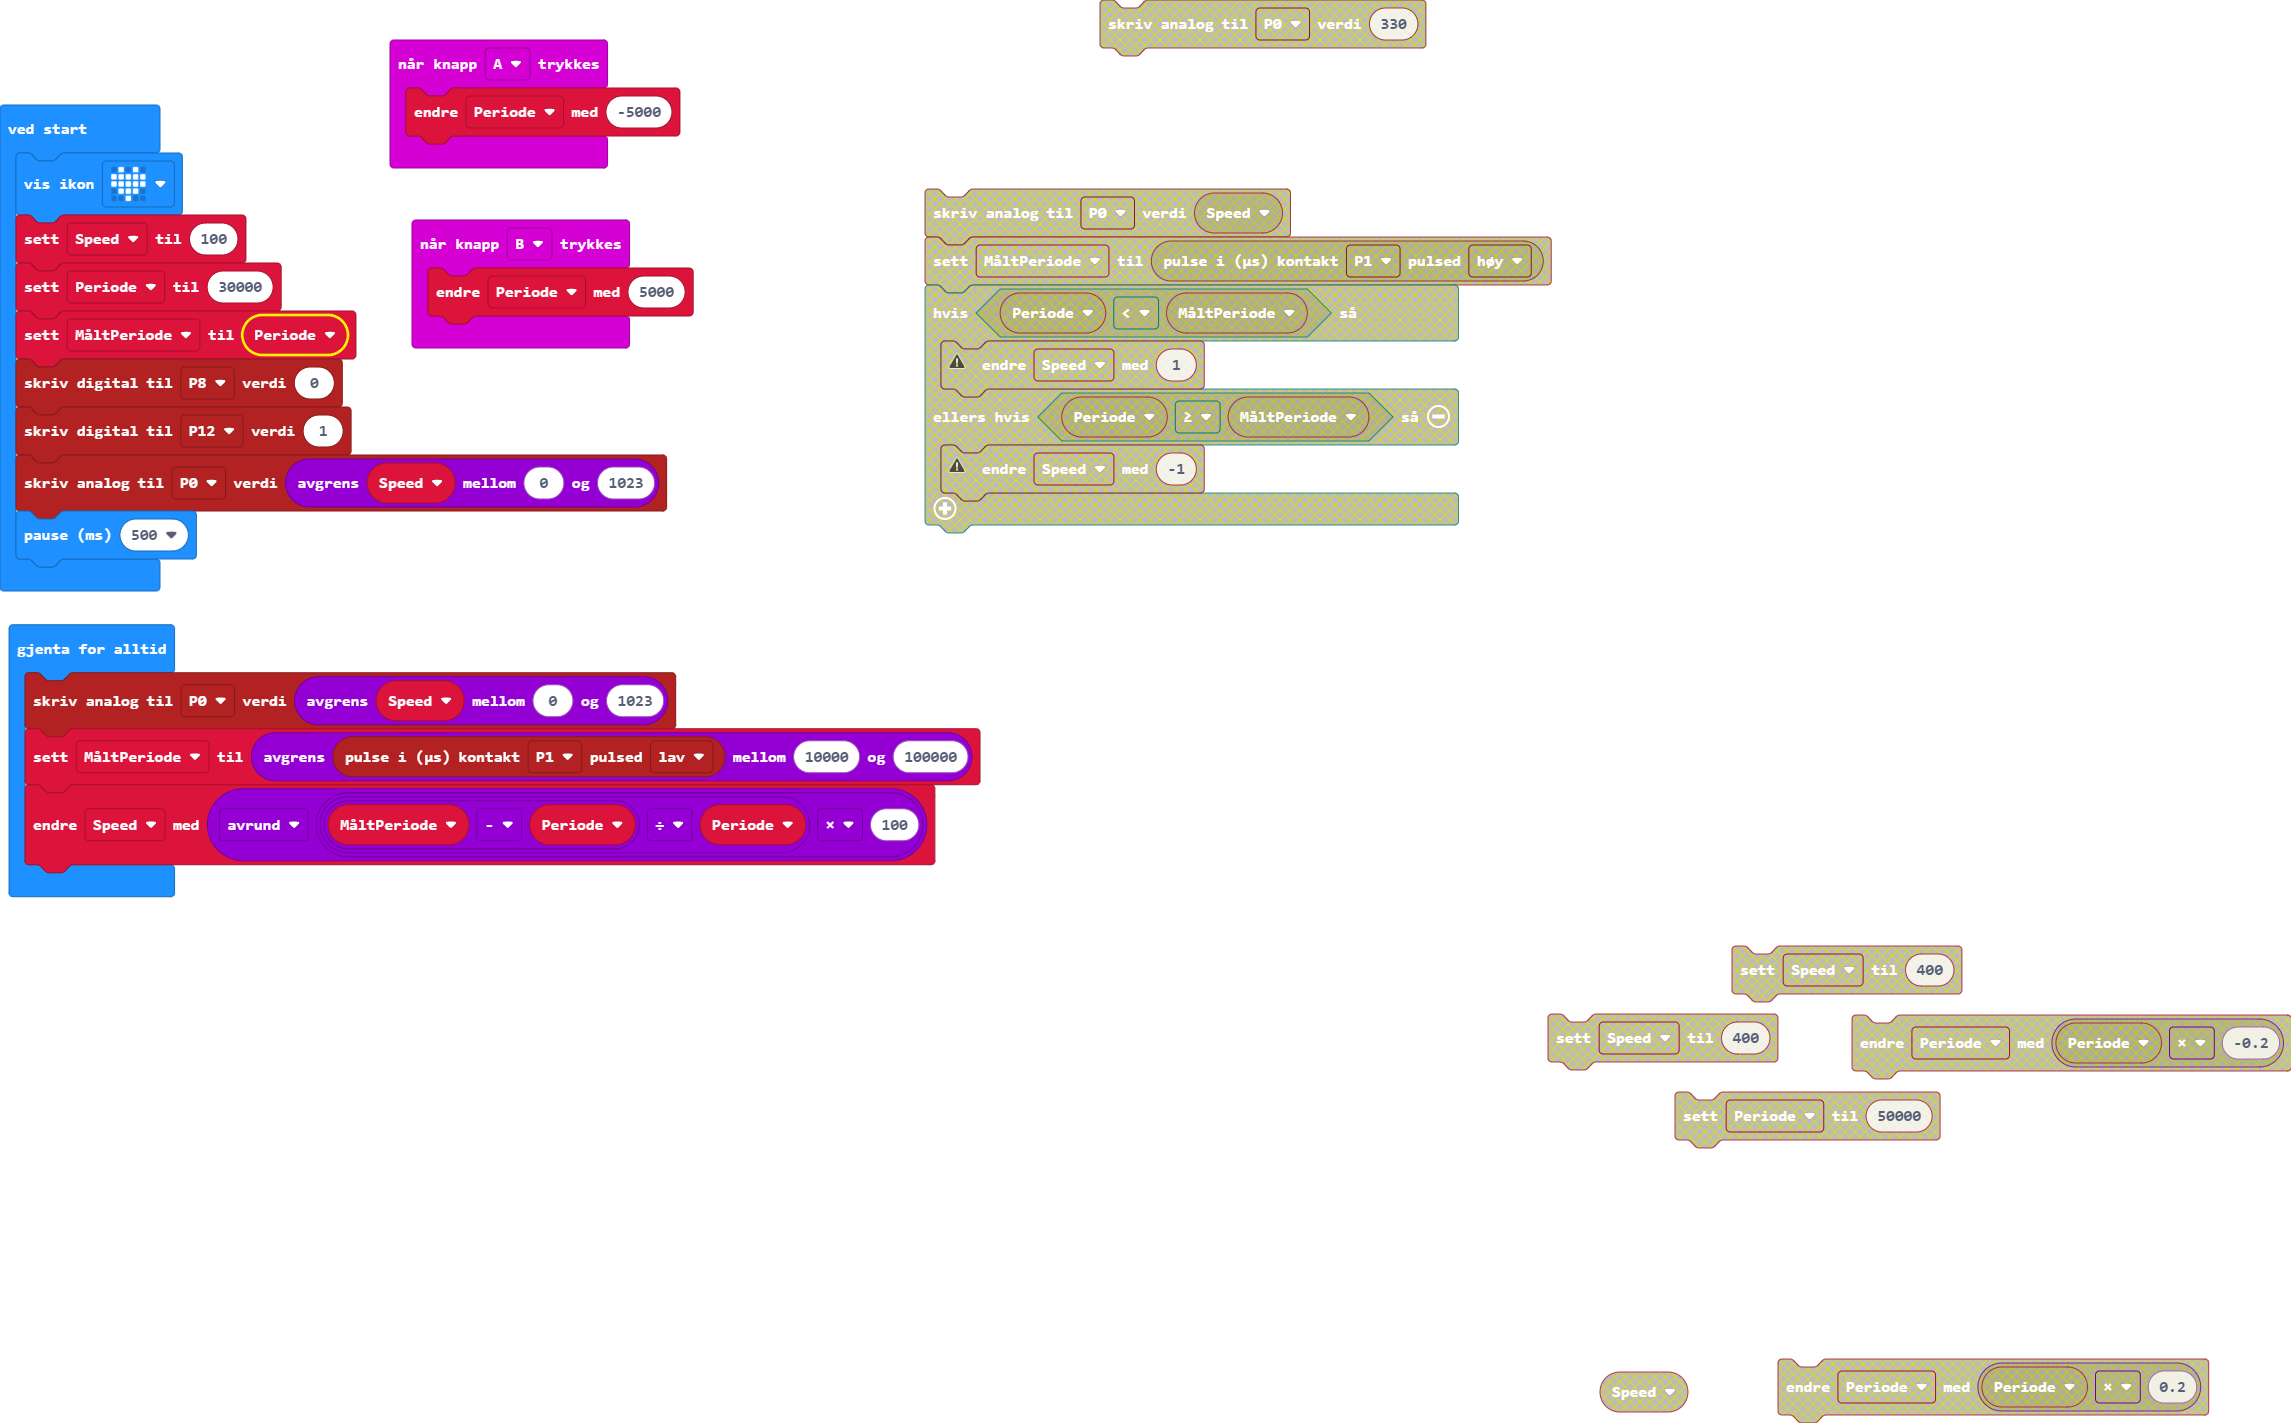 skriv analog til P0 verdi 330
når knapp A trykkes
endre Periode med -5000
ved start
vis ikon
sett Speed til 100
sett Periode til 30000
sett MåltPeriode til Periode
skriv digital til P8 verdi 0
skriv digital til P12 verdi 1
skriv analog til P0 verdi avgrens Speed mellom 0 og 1023
pause (ms) 500
når knapp B trykkes
endre Periode med 5000
skriv analog til P0 verdi Speed
sett MåltPeriode til pulse i (µs) kontakt P1 pulsed høy
hvis Periode < MåltPeriode så
endre Speed med 1
ellers hvis Periode ≥ MåltPeriode så
endre Speed med -1
gjenta for alltid
skriv analog til P0 verdi avgrens Speed mellom 0 og 1023
sett MåltPeriode til avgrens pulse i (µs) kontakt P1 pulsed lav mellom 10000 og 100000
endre Speed med avrund MåltPeriode - Periode ÷ Periode × 100
sett Speed til 400
sett Speed til 400
endre Periode med Periode × -0.2
sett Periode til 50000
Speed
endre Periode med Periode × 0.2